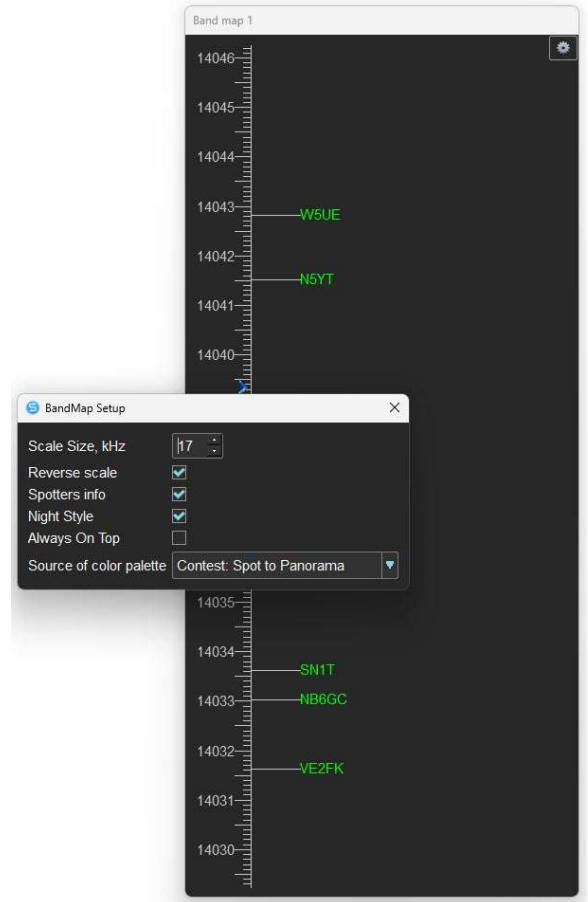 Band map 1
14046
14045
14044
14043
W5UE
14042
N5YT
14041
14040
BandMap Setup
Scale Size, kHz 17
Reverse scale
Spotters info
Night Style
Always On Top
Source of color palette Contest: Spot to Panorama
14035
14034
SN1T
14033 NB6GC
14032
VE2FK
14031
14030